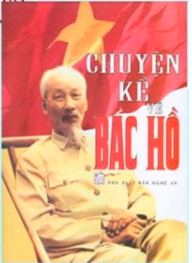 CHUYỆN
KỂ
VỀ
BÁC HỒ
NHÀ XUẤT BẢN NGHỆ AN